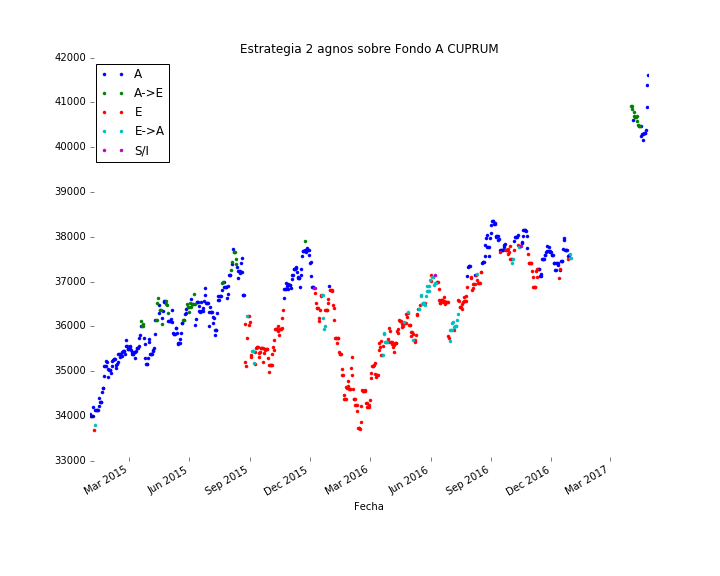 Estrategia 2 agnos sobre Fondo A CUPRUM
42000
41000
40000
39000
38000
37000
36000
35000
34000
33000
A
A->E
E
E->A
S/I
Mar 2015
Jun 2015
Sep 2015
Dec 2015
Mar 2016
Jun 2016
Sep 2016
Dec 2016
Mar 2017
Fecha